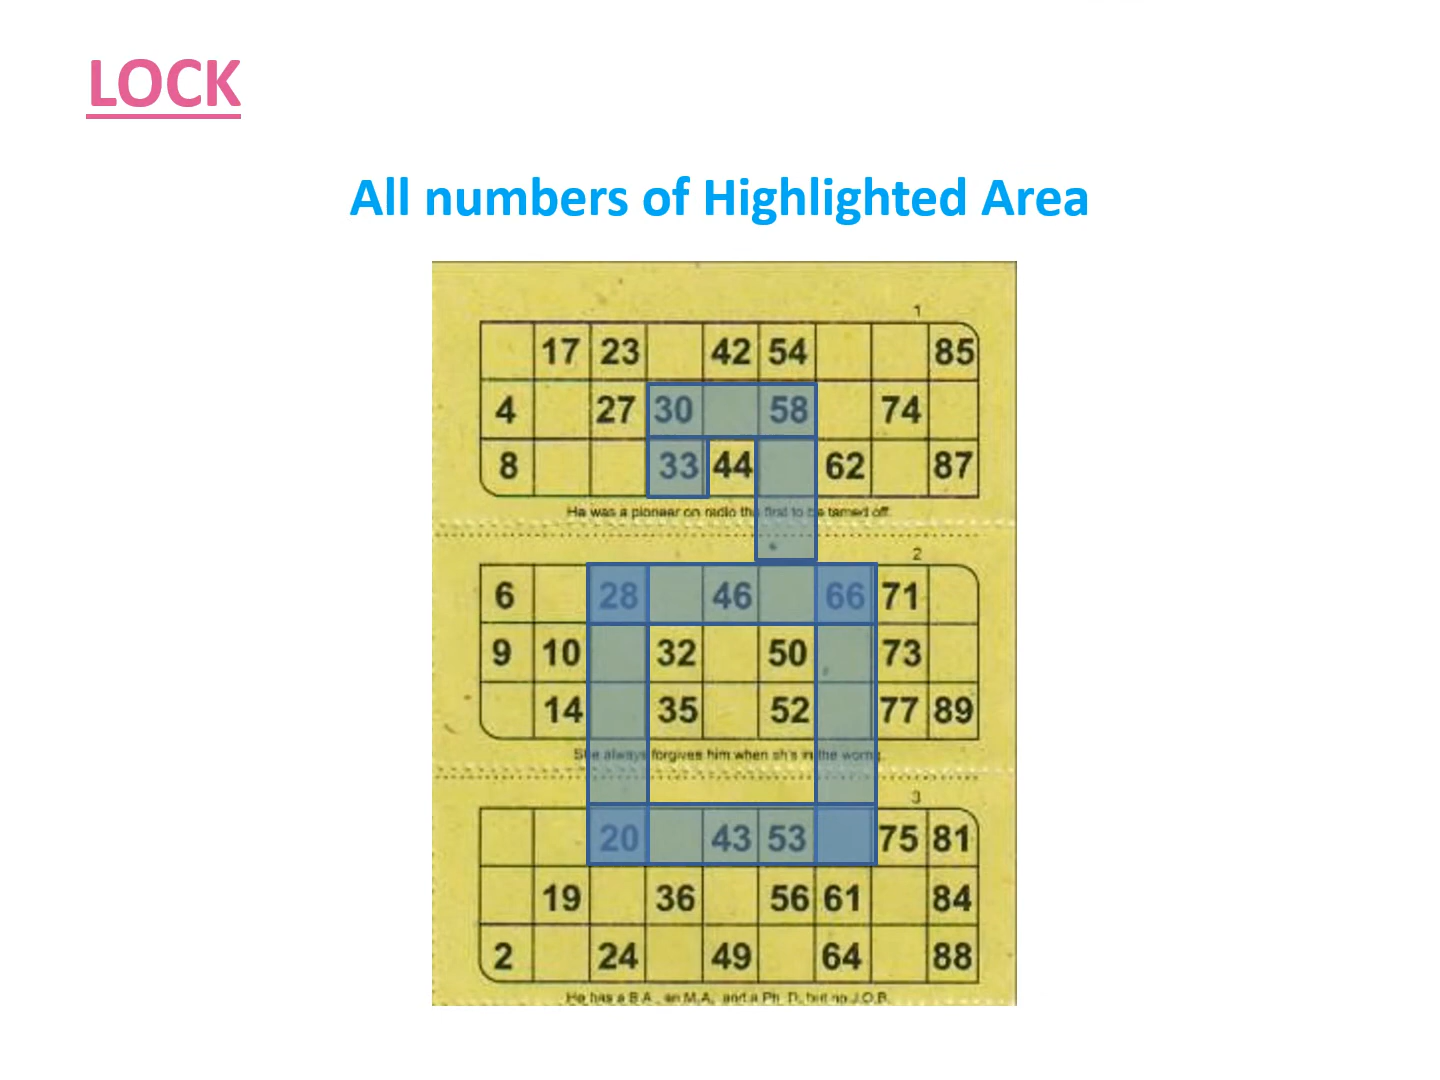 LOCK
All numbers of Highlighted Area
1
17 23 42 54 85
4 27 30 58 74
8 33 44 62 87
He was a pioneer on radio the first to be tarned off.
2
6 28 46 66 71
9 10 32 50 73
14 35 52 77 89
She always forgives him when sh's in the worng.
3
20 43 53 75 81
19 36 56 61 84
2 24 49 64 88
He has a B.A., an M.A., and a Ph. D. but no J.O.B.